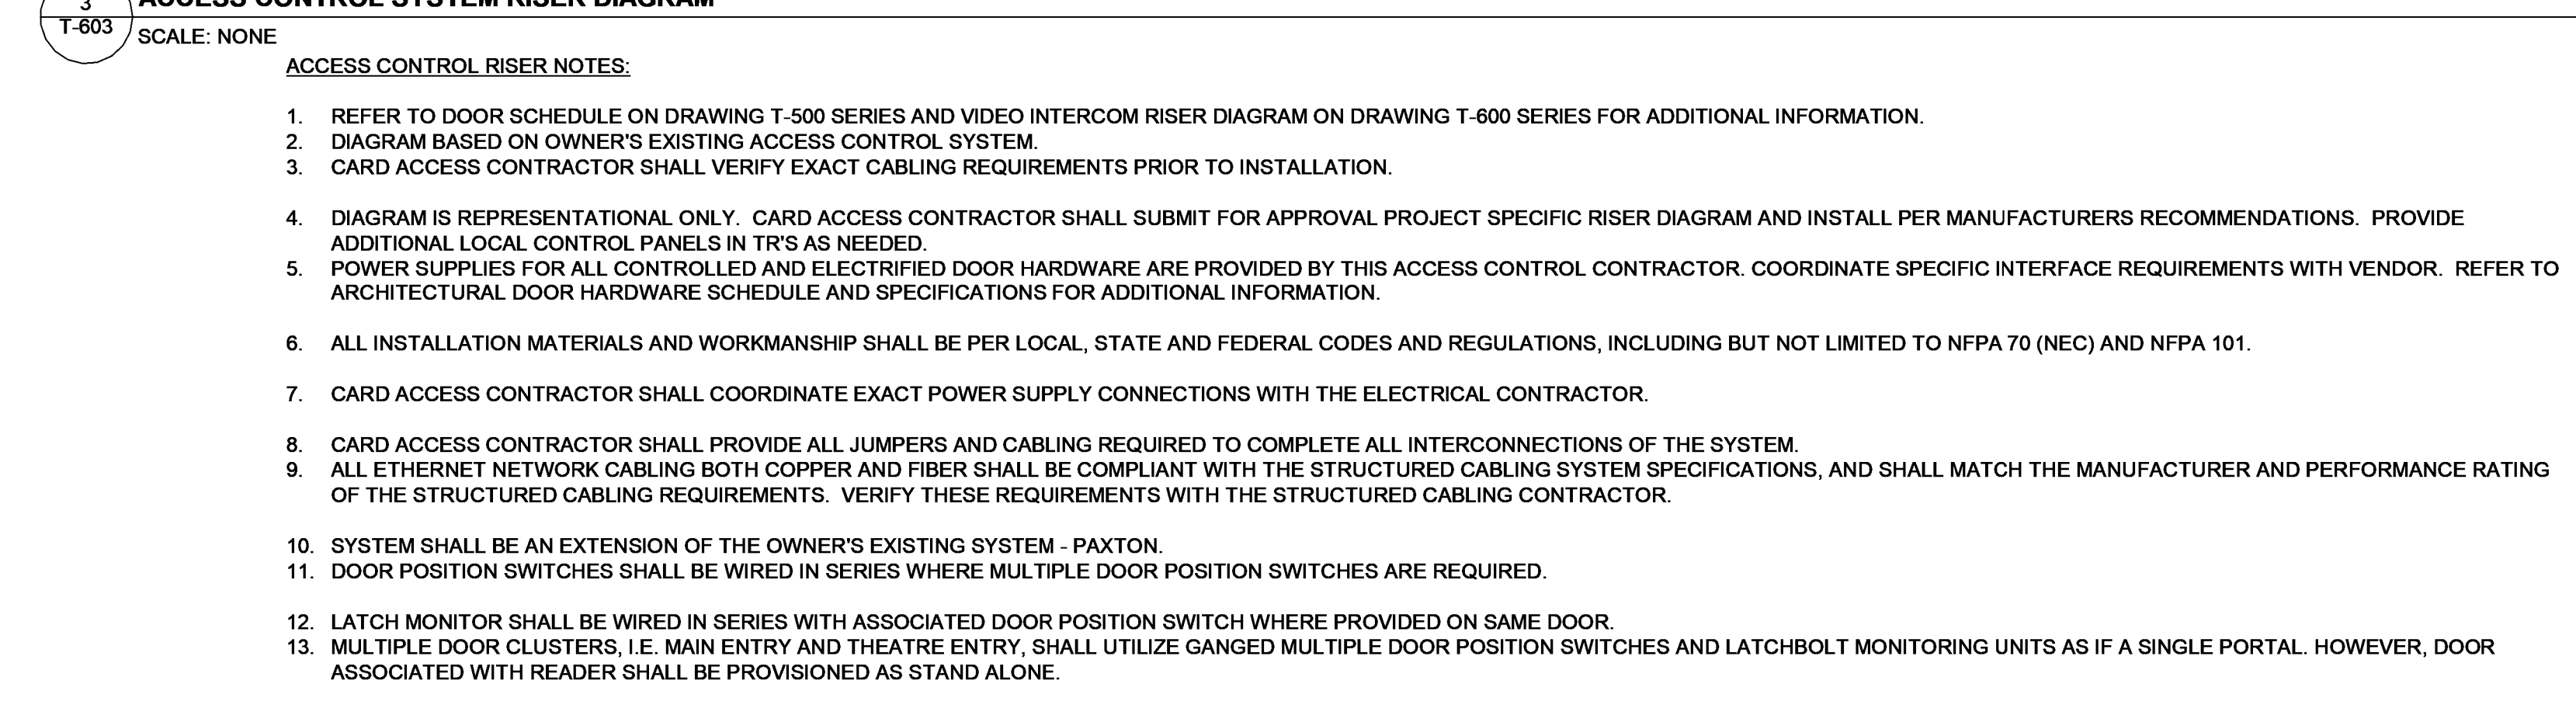 3
ACCESS CONTROL SYSTEM RISER DIAGRAM
T-603
SCALE: NONE
ACCESS CONTROL RISER NOTES:
1. REFER TO DOOR SCHEDULE ON DRAWING T-500 SERIES AND VIDEO INTERCOM RISER DIAGRAM ON DRAWING T-600 SERIES FOR ADDITIONAL INFORMATION.
2. DIAGRAM BASED ON OWNER'S EXISTING ACCESS CONTROL SYSTEM.
3. CARD ACCESS CONTRACTOR SHALL VERIFY EXACT CABLING REQUIREMENTS PRIOR TO INSTALLATION.
4. DIAGRAM IS REPRESENTATIONAL ONLY. CARD ACCESS CONTRACTOR SHALL SUBMIT FOR APPROVAL PROJECT SPECIFIC RISER DIAGRAM AND INSTALL PER MANUFACTURERS RECOMMENDATIONS. PROVIDE
ADDITIONAL LOCAL CONTROL PANELS IN TR'S AS NEEDED.
5. POWER SUPPLIES FOR ALL CONTROLLED AND ELECTRIFIED DOOR HARDWARE ARE PROVIDED BY THIS ACCESS CONTROL CONTRACTOR. COORDINATE SPECIFIC INTERFACE REQUIREMENTS WITH VENDOR. REFER TO
ARCHITECTURAL DOOR HARDWARE SCHEDULE AND SPECIFICATIONS FOR ADDITIONAL INFORMATION.
6. ALL INSTALLATION MATERIALS AND WORKMANSHIP SHALL BE PER LOCAL, STATE AND FEDERAL CODES AND REGULATIONS, INCLUDING BUT NOT LIMITED TO NFPA 70 (NEC) AND NFPA 101.
7. CARD ACCESS CONTRACTOR SHALL COORDINATE EXACT POWER SUPPLY CONNECTIONS WITH THE ELECTRICAL CONTRACTOR.
8. CARD ACCESS CONTRACTOR SHALL PROVIDE ALL JUMPERS AND CABLING REQUIRED TO COMPLETE ALL INTERCONNECTIONS OF THE SYSTEM.
9. ALL ETHERNET NETWORK CABLING BOTH COPPER AND FIBER SHALL BE COMPLIANT WITH THE STRUCTURED CABLING SYSTEM SPECIFICATIONS, AND SHALL MATCH THE MANUFACTURER AND PERFORMANCE RATING
OF THE STRUCTURED CABLING REQUIREMENTS. VERIFY THESE REQUIREMENTS WITH THE STRUCTURED CABLING CONTRACTOR.
10. SYSTEM SHALL BE AN EXTENSION OF THE OWNER'S EXISTING SYSTEM - PAXTON.
11. DOOR POSITION SWITCHES SHALL BE WIRED IN SERIES WHERE MULTIPLE DOOR POSITION SWITCHES ARE REQUIRED.
12. LATCH MONITOR SHALL BE WIRED IN SERIES WITH ASSOCIATED DOOR POSITION SWITCH WHERE PROVIDED ON SAME DOOR.
13. MULTIPLE DOOR CLUSTERS, I.E. MAIN ENTRY AND THEATRE ENTRY, SHALL UTILIZE GANGED MULTIPLE DOOR POSITION SWITCHES AND LATCHBOLT MONITORING UNITS AS IF A SINGLE PORTAL. HOWEVER, DOOR
ASSOCIATED WITH READER SHALL BE PROVISIONED AS STAND ALONE.